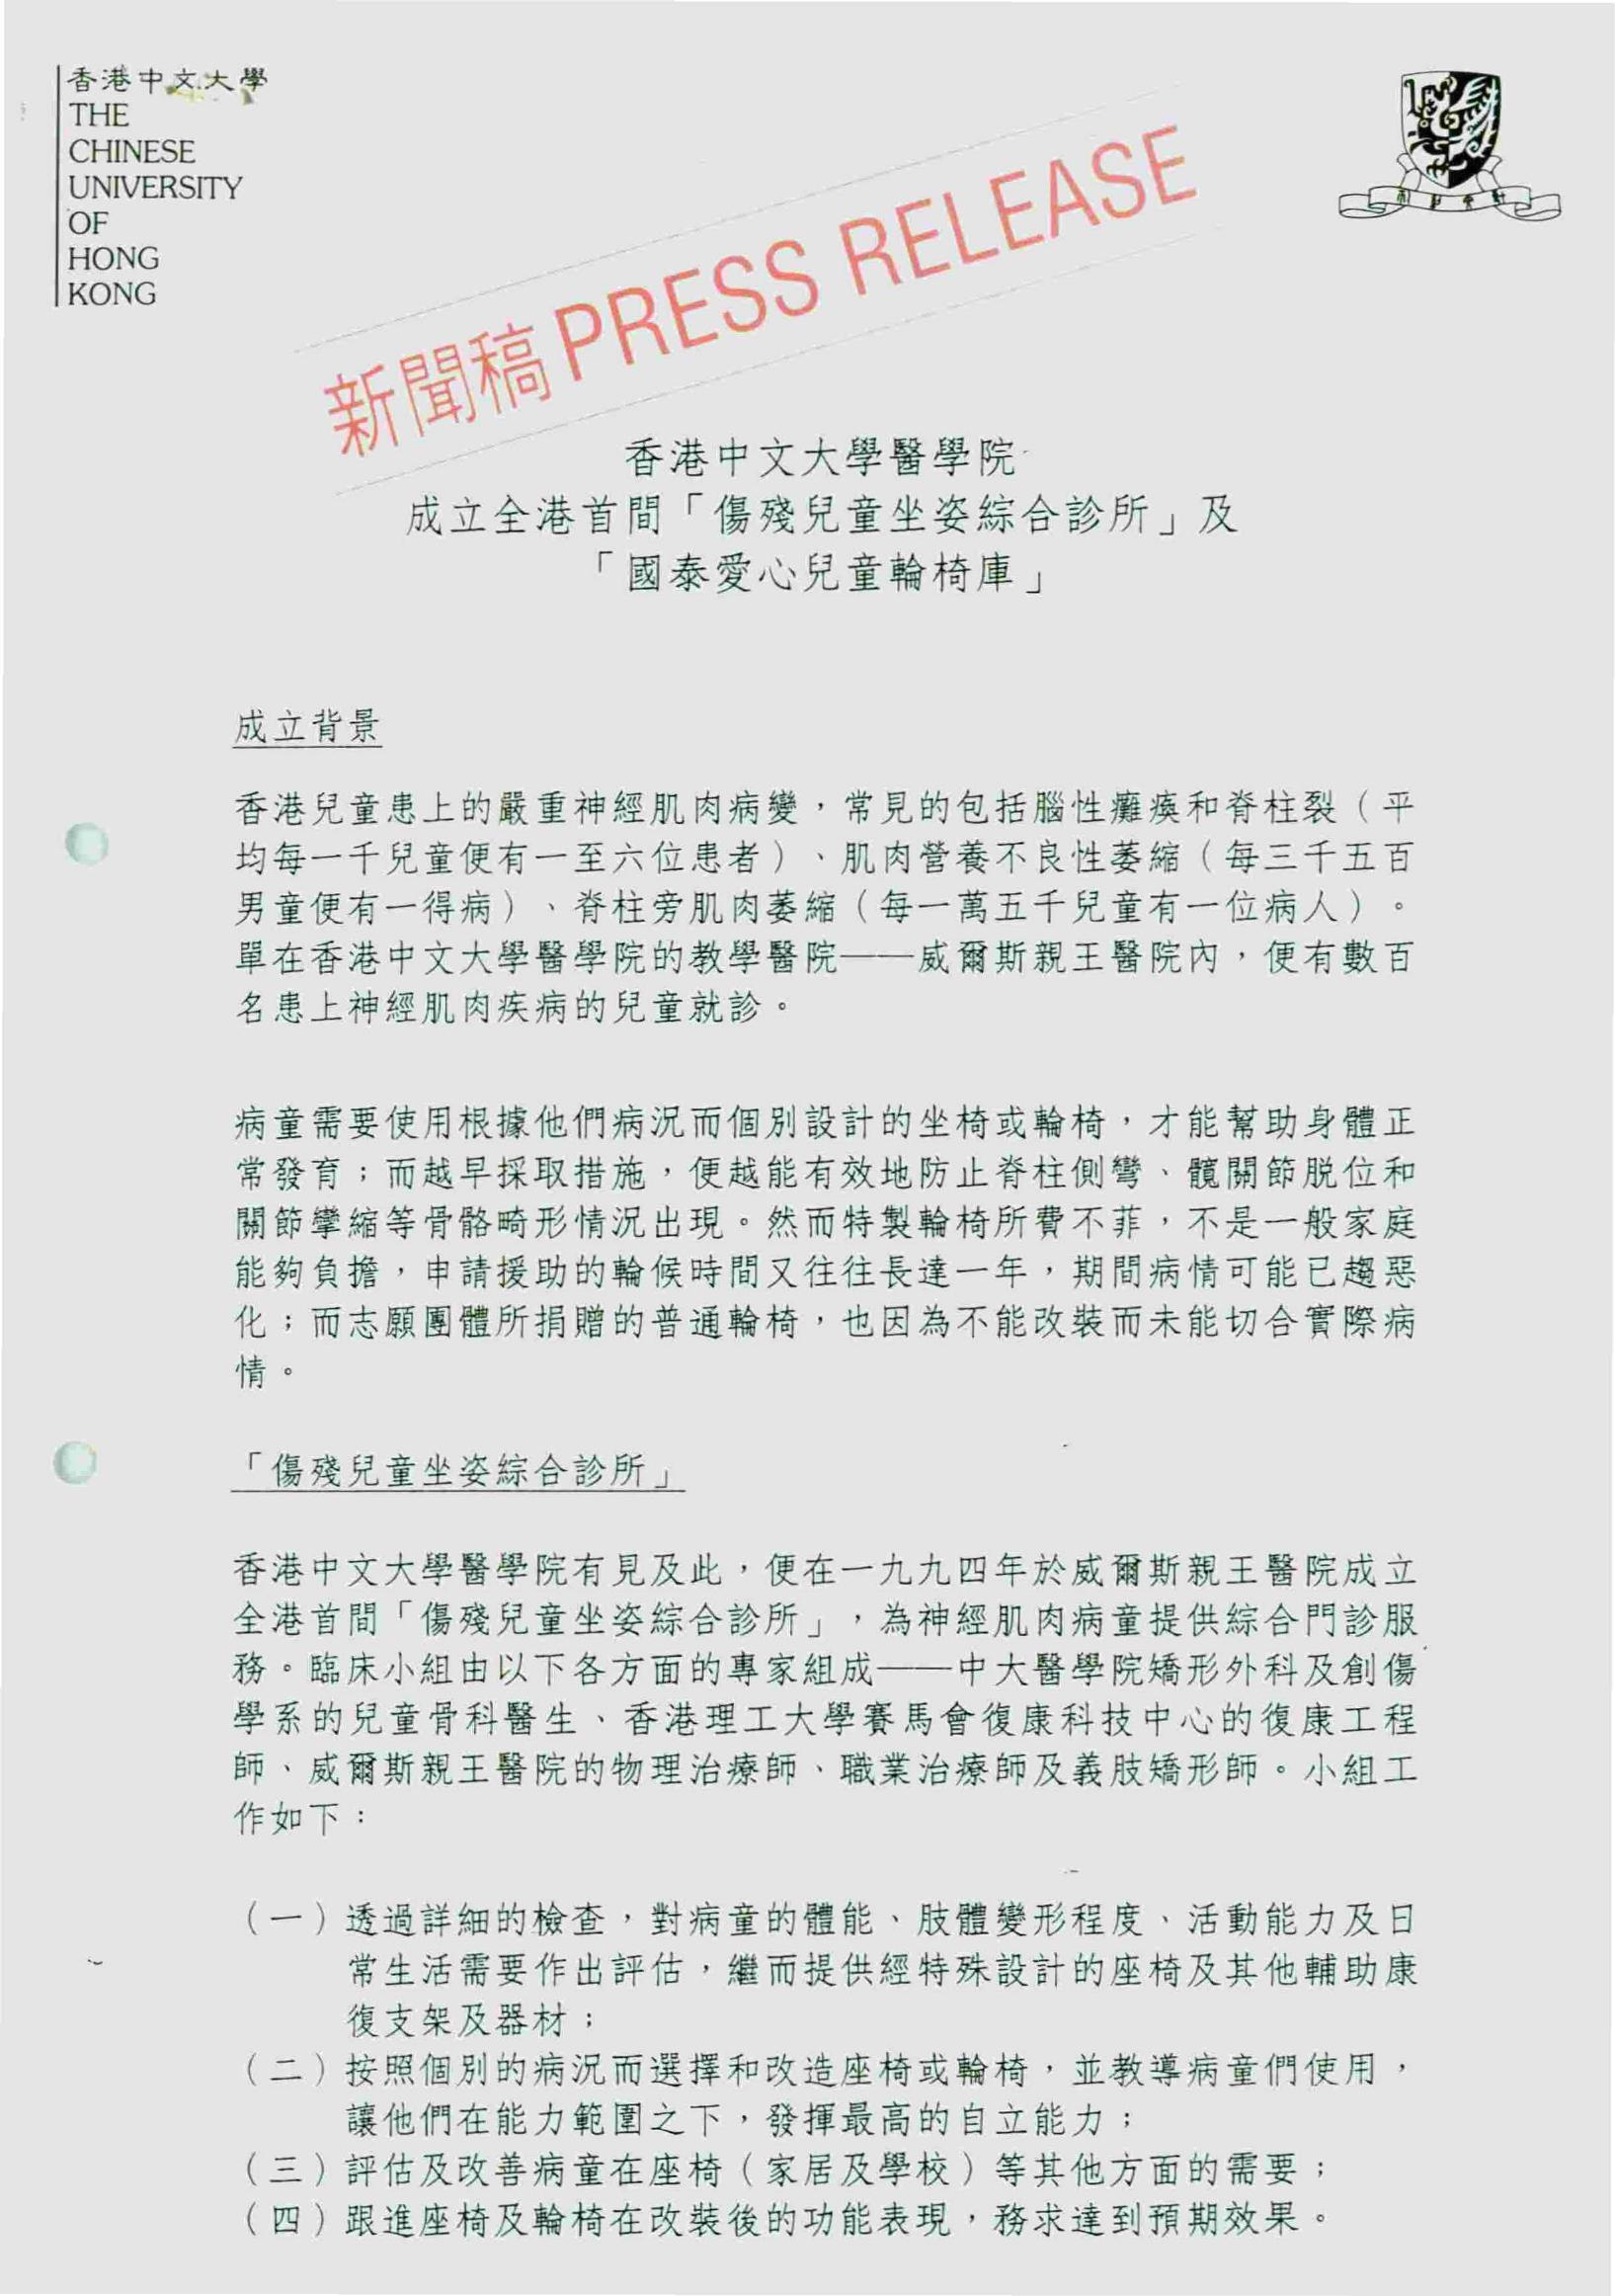 香港中文大學
THE
CHINESE
UNIVERSITY
OF
HONG
KONG
新聞稿 PRESS RELEASE
香港中文大學醫學院
成立全港首間「傷殘兒童坐姿綜合診所」及
「國泰愛心兒童輪椅庫」
成立背景
香港兒童患上的嚴重神經肌肉病變，常見的包括腦性癱瘓和脊柱裂（平
均每一千兒童便有一至六位患者）、肌肉營養不良性萎縮（每三千五百
男童便有一得病）、脊柱旁肌肉萎縮（每一萬五千兒童有一位病人）。
單在香港中文大學醫學院的教學醫院——威爾斯親王醫院內，便有數百
名患上神經肌肉疾病的兒童就診。
病童需要使用根據他們病況而個別設計的坐椅或輪椅，才能幫助身體正
常發育；而越早採取措施，便越能有效地防止脊柱側彎、髖關節脱位和
關節攣縮等骨骼畸形情況出現。然而特製輪椅所費不菲，不是一般家庭
能夠負擔，申請援助的輪候時間又往往長達一年，期間病情可能已趨惡
化；而志願團體所捐贈的普通輪椅，也因為不能改裝而未能切合實際病
情。
「傷殘兒童坐姿綜合診所」
香港中文大學醫學院有見及此，便在一九九四年於威爾斯親王醫院成立
全港首間「傷殘兒童坐姿綜合診所」，為神經肌肉病童提供綜合門診服
務。臨床小組由以下各方面的專家組成——中大醫學院矯形外科及創傷
學系的兒童骨科醫生、香港理工大學賽馬會復康科技中心的復康工程
師、威爾斯親王醫院的物理治療師、職業治療師及義肢矯形師。小組工
作如下：
（一）透過詳細的檢查，對病童的體能、肢體變形程度、活動能力及日
常生活需要作出評估，繼而提供經特殊設計的座椅及其他輔助康
復支架及器材；
（二）按照個別的病況而選擇和改造座椅或輪椅，並教導病童們使用，
讓他們在能力範圍之下，發揮最高的自立能力；
（三）評估及改善病童在座椅（家居及學校）等其他方面的需要；
（四）跟進座椅及輪椅在改裝後的功能表現，務求達到預期效果。